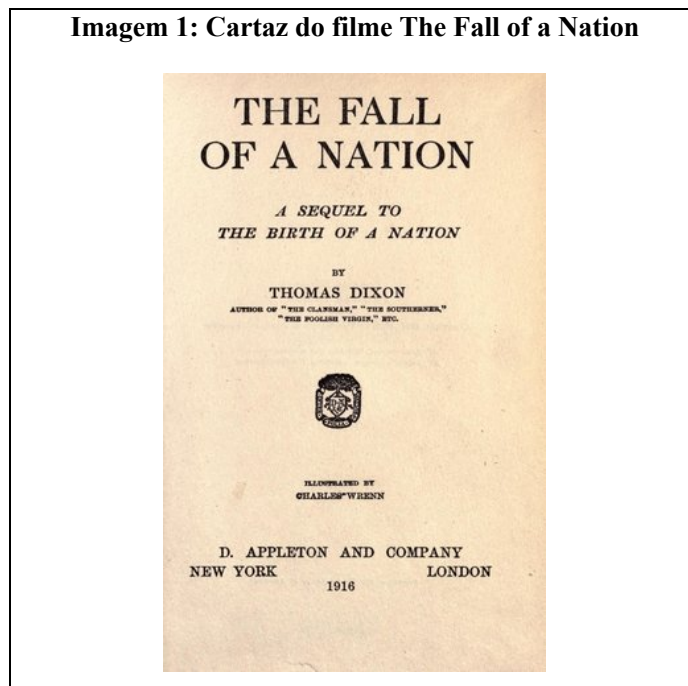 Imagem 1: Cartaz do filme The Fall of a Nation
THE FALL
OF A NATION
A SEQUEL TO
THE BIRTH OF A NATION
BY
THOMAS DIXON
AUTHOR OF "THE CLANSMAN," "THE SOUTHERNER,"
"THE FOOLISH VIRGIN," ETC.
ILLUSTRATED BY
CHARLES WRENN
D. APPLETON AND COMPANY
NEW YORK LONDON
1916